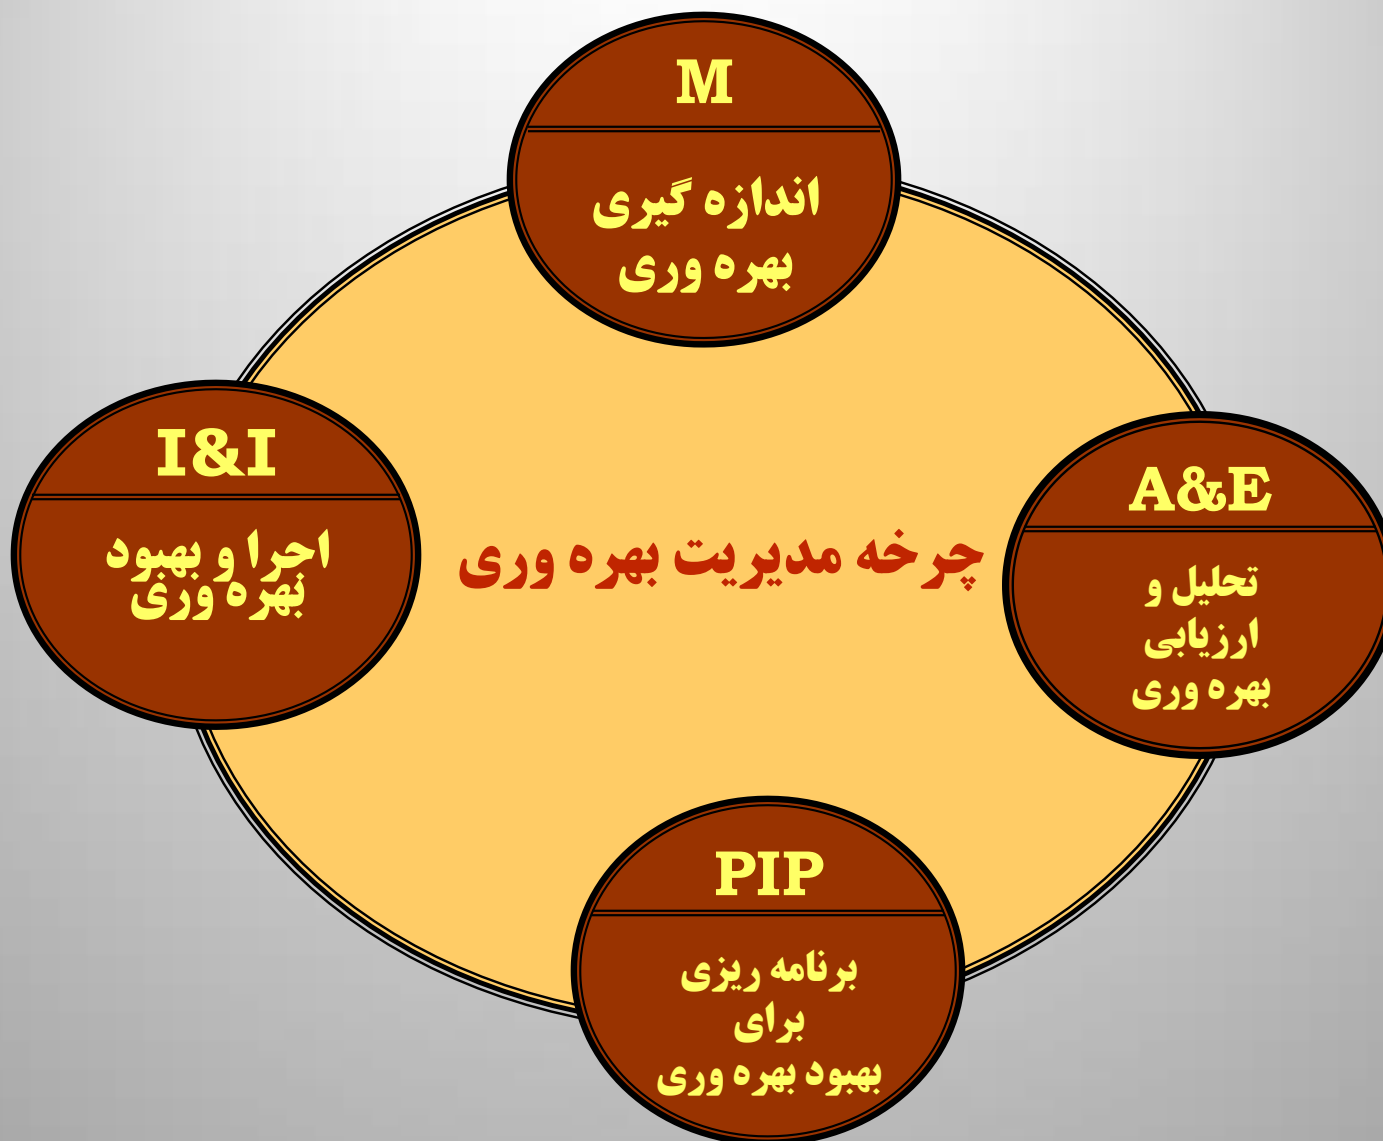 M
اندازه گیری
بهره وری
I&I
اجرا و بهبود
بهره وری
چرخه مدیریت بهره وری
A&E
تحلیل و
ارزیابی
بهره وری
PIP
برنامه ریزی
برای
بهبود بهره وری